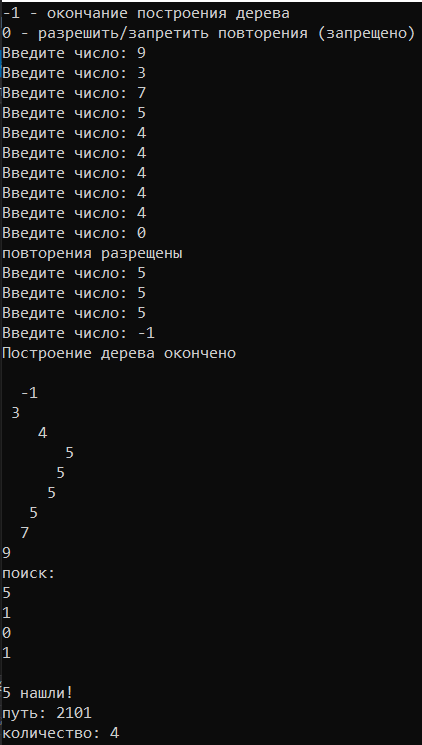 -1 - окончание построения дерева
0 - разрешить/запретить повторения (запрещено)
Введите число: 9
Введите число: 3
Введите число: 7
Введите число: 5
Введите число: 4
Введите число: 4
Введите число: 4
Введите число: 4
Введите число: 4
Введите число: 0
повторения разрещены
Введите число: 5
Введите число: 5
Введите число: 5
Введите число: -1
Построение дерева окончено

  -1
 3
    4
       5
      5
     5
   5
  7
9
поиск:
5
1
0
1

5 нашли!
путь: 2101
количество: 4